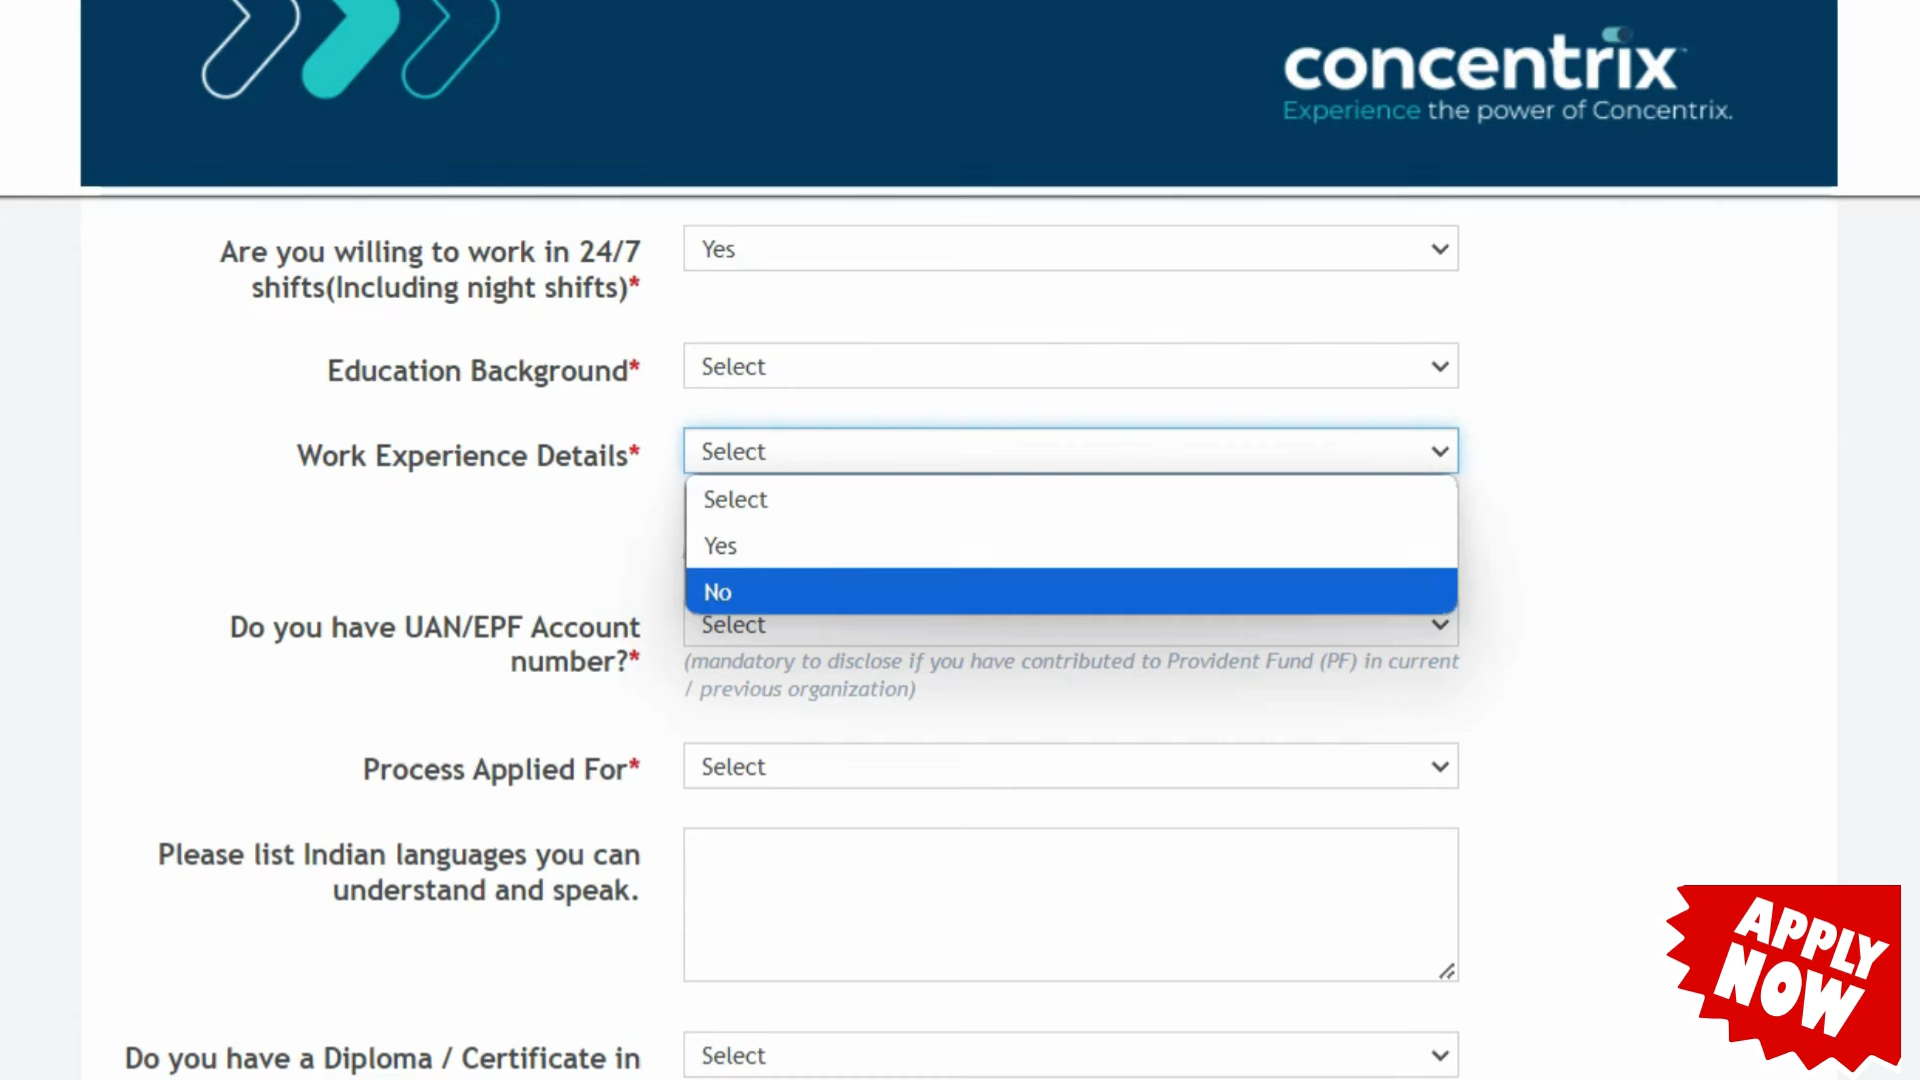 concentrix
Experience the power of Concentrix.
Are you willing to work in 24/7
shifts(Including night shifts)*
Yes
Education Background*
Select
Work Experience Details*
Select
Select
Yes
No
Do you have UAN/EPF Account
number?*
Select
(mandatory to disclose if you have contributed to Provident Fund (PF) in current
/ previous organization)
Process Applied For*
Select
Please list Indian languages you can
understand and speak.
Do you have a Diploma / Certificate in
Select
APPLY
NOW